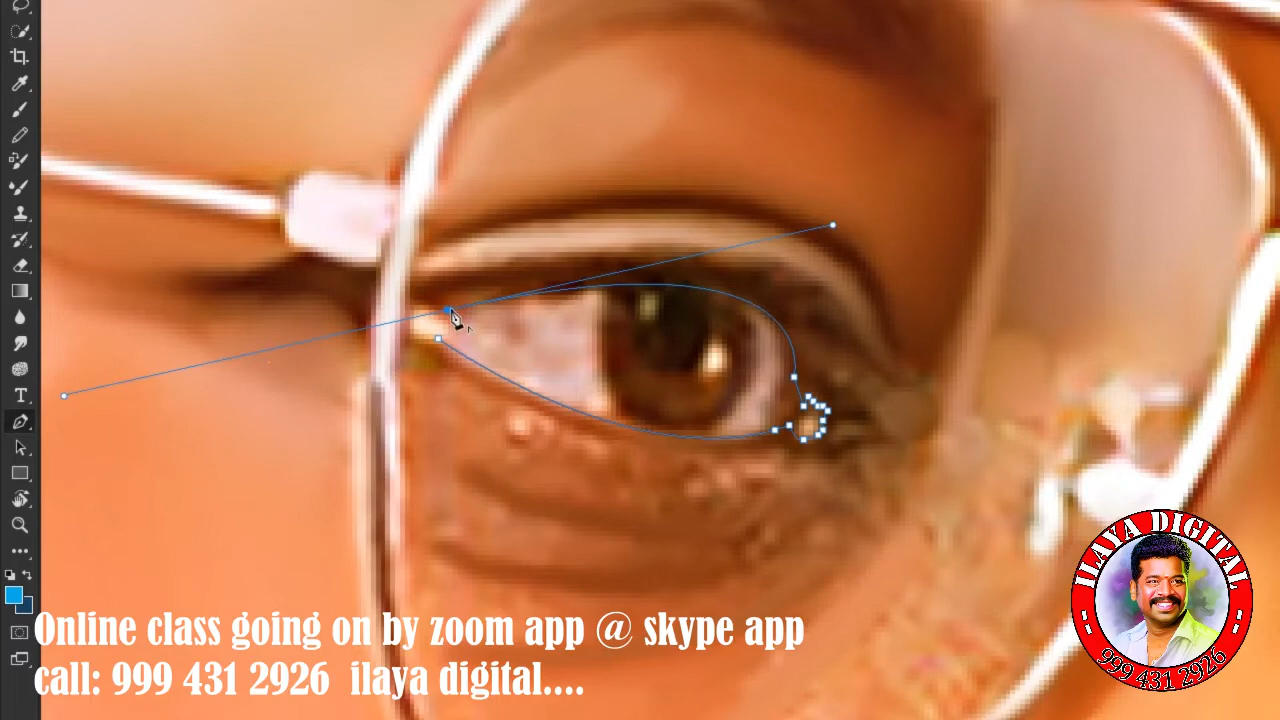 Online class going on by zoom app @ skype app
call: 999 431 2926 ilaya digital....
ILAYA DIGITAL
999 431 2926